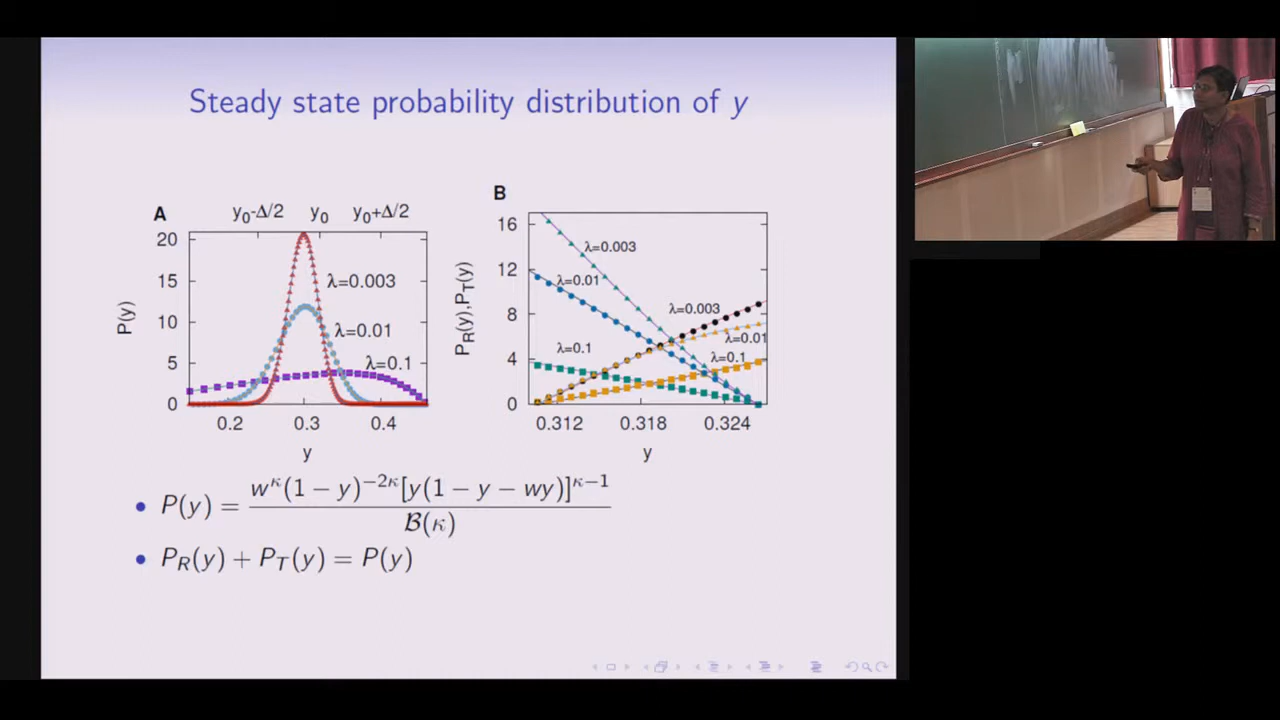 Steady state probability distribution of y
A
y₀-Δ/2 y₀ y₀+Δ/2
20
15
10
5
0
P(y)
λ=0.003
λ=0.01
λ=0.1
0.2 0.3 0.4
y
B
16
12
8
4
0
P_R(y),P_T(y)
λ=0.003
λ=0.01
λ=0.1
λ=0.003
λ=0.01
λ=0.1
0.312 0.318 0.324
y
• P(y) = w^κ(1 − y)^{−2κ}[y(1 − y − wy)]^{κ−1} / 𝓑(κ)
• P_R(y) + P_T(y) = P(y)